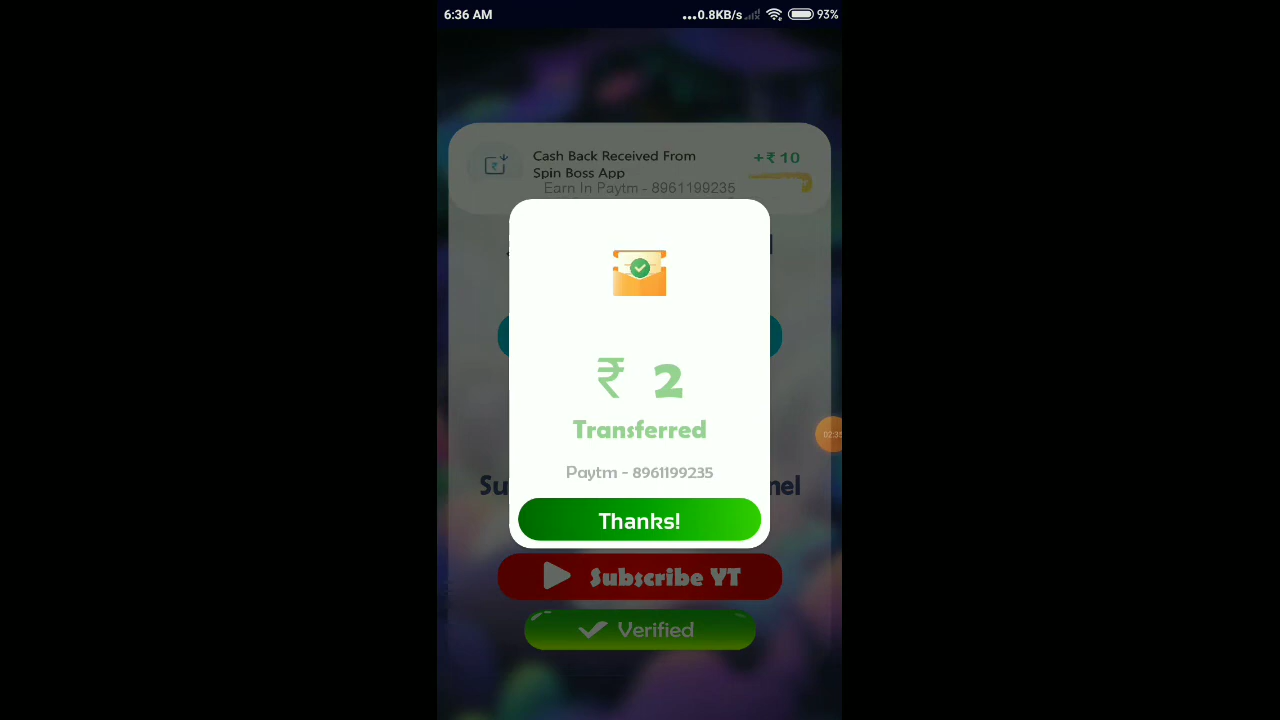 6:36 AM
...0.8KB/s
93%
Cash Back Received From
Spin Boss App
+₹ 10
Earn In Paytm - 8961199235
₹ 2
Transferred
Paytm - 8961199235
Thanks!
Subscribe YT
Verified